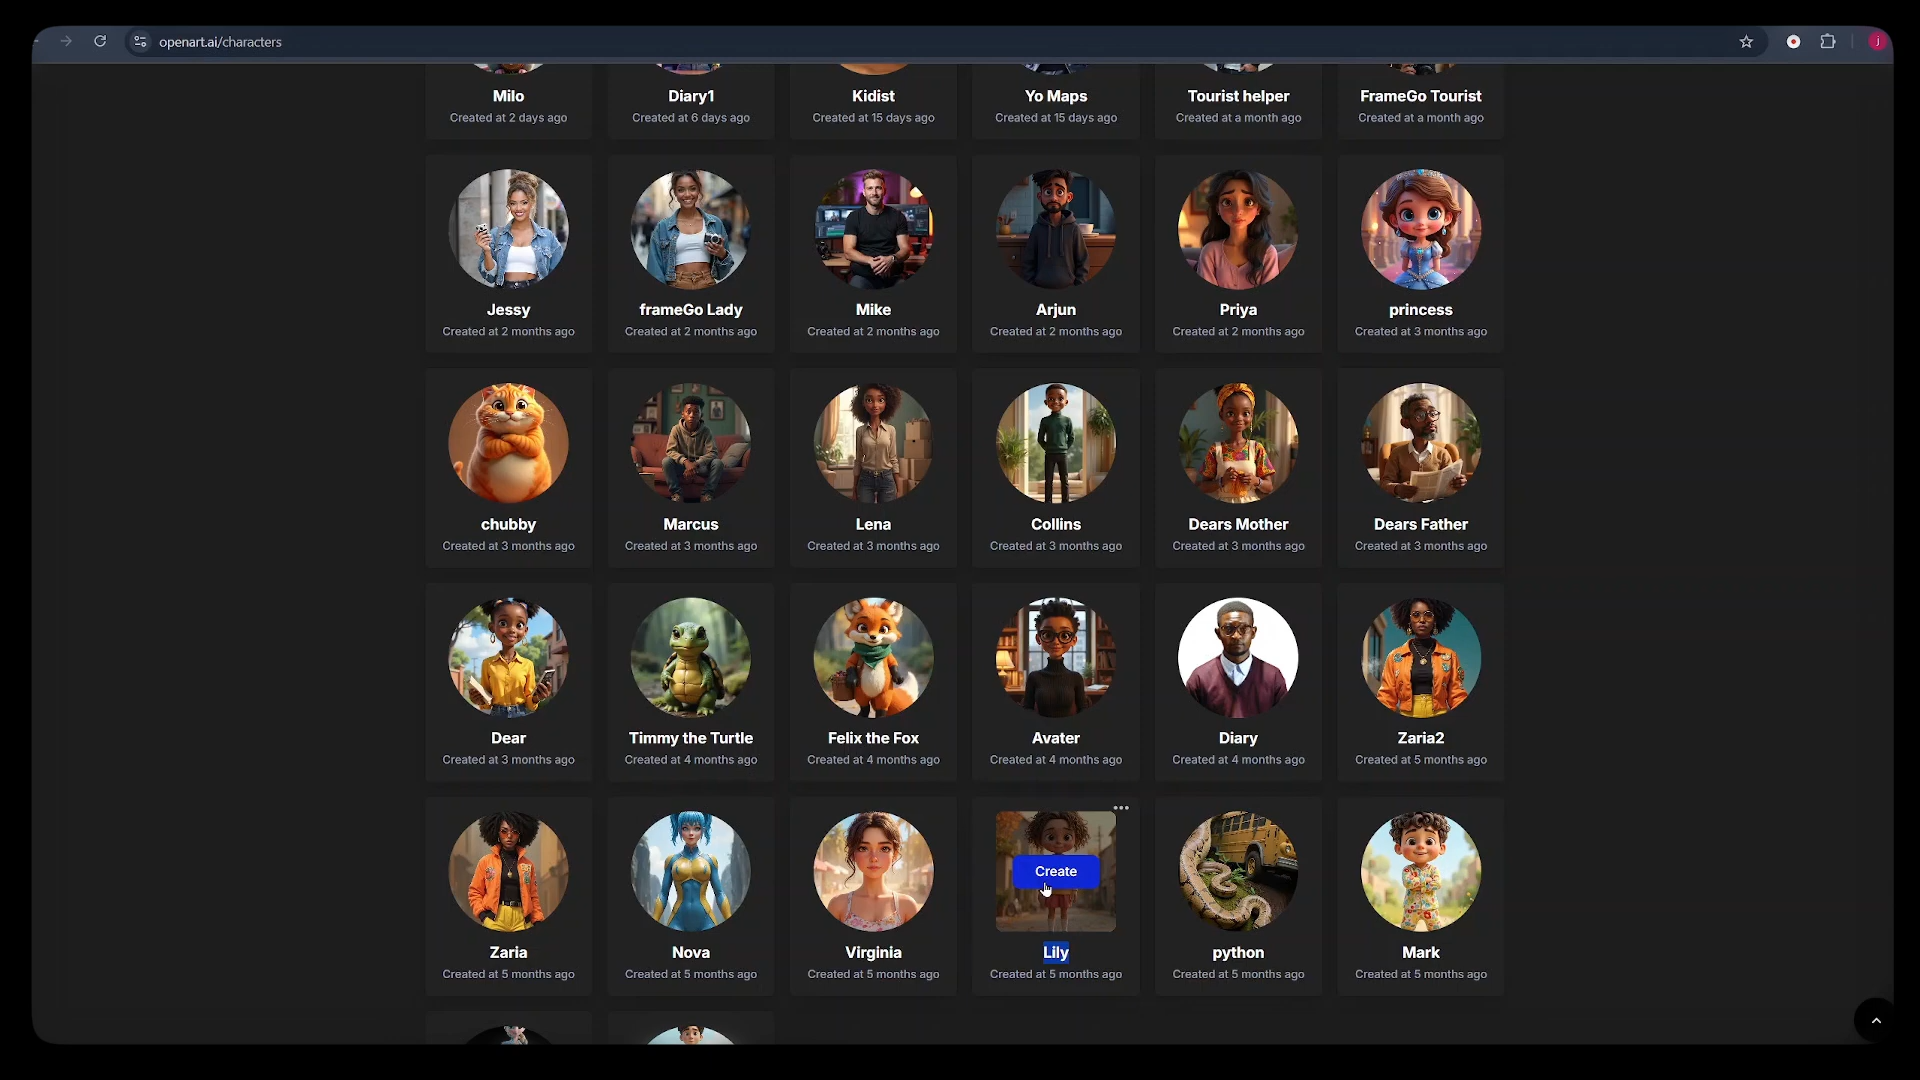 openart.ai/characters
j
Milo Diary1 Kidist Yo Maps Tourist helper FrameGo Tourist
Created at 2 days ago Created at 6 days ago Created at 15 days ago Created at 15 days ago Created at a month ago Created at a month ago
Jessy frameGo Lady Mike Arjun Priya princess
Created at 2 months ago Created at 2 months ago Created at 2 months ago Created at 2 months ago Created at 2 months ago Created at 3 months ago
chubby Marcus Lena Collins Dears Mother Dears Father
Created at 3 months ago Created at 3 months ago Created at 3 months ago Created at 3 months ago Created at 3 months ago Created at 3 months ago
Dear Timmy the Turtle Felix the Fox Avater Diary Zaria2
Created at 3 months ago Created at 4 months ago Created at 4 months ago Created at 4 months ago Created at 4 months ago Created at 5 months ago
Create
Zaria Nova Virginia Lily python Mark
Created at 5 months ago Created at 5 months ago Created at 5 months ago Created at 5 months ago Created at 5 months ago Created at 5 months ago